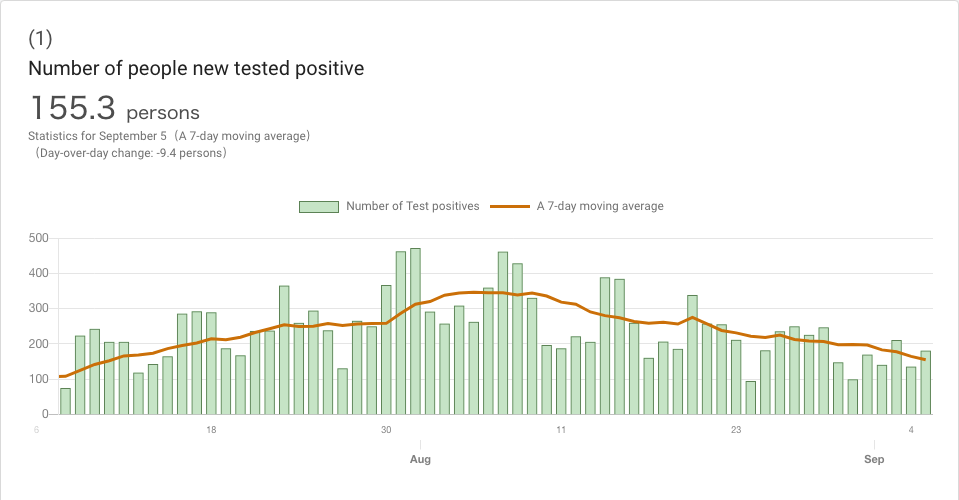 (1)
Number of people new tested positive
155.3 persons
Statistics for September 5（A 7-day moving average）
（Day-over-day change: -9.4 persons）
Number of Test positives A 7-day moving average
500
400
300
200
100
0
6 18 30 11 23 4
Aug Sep